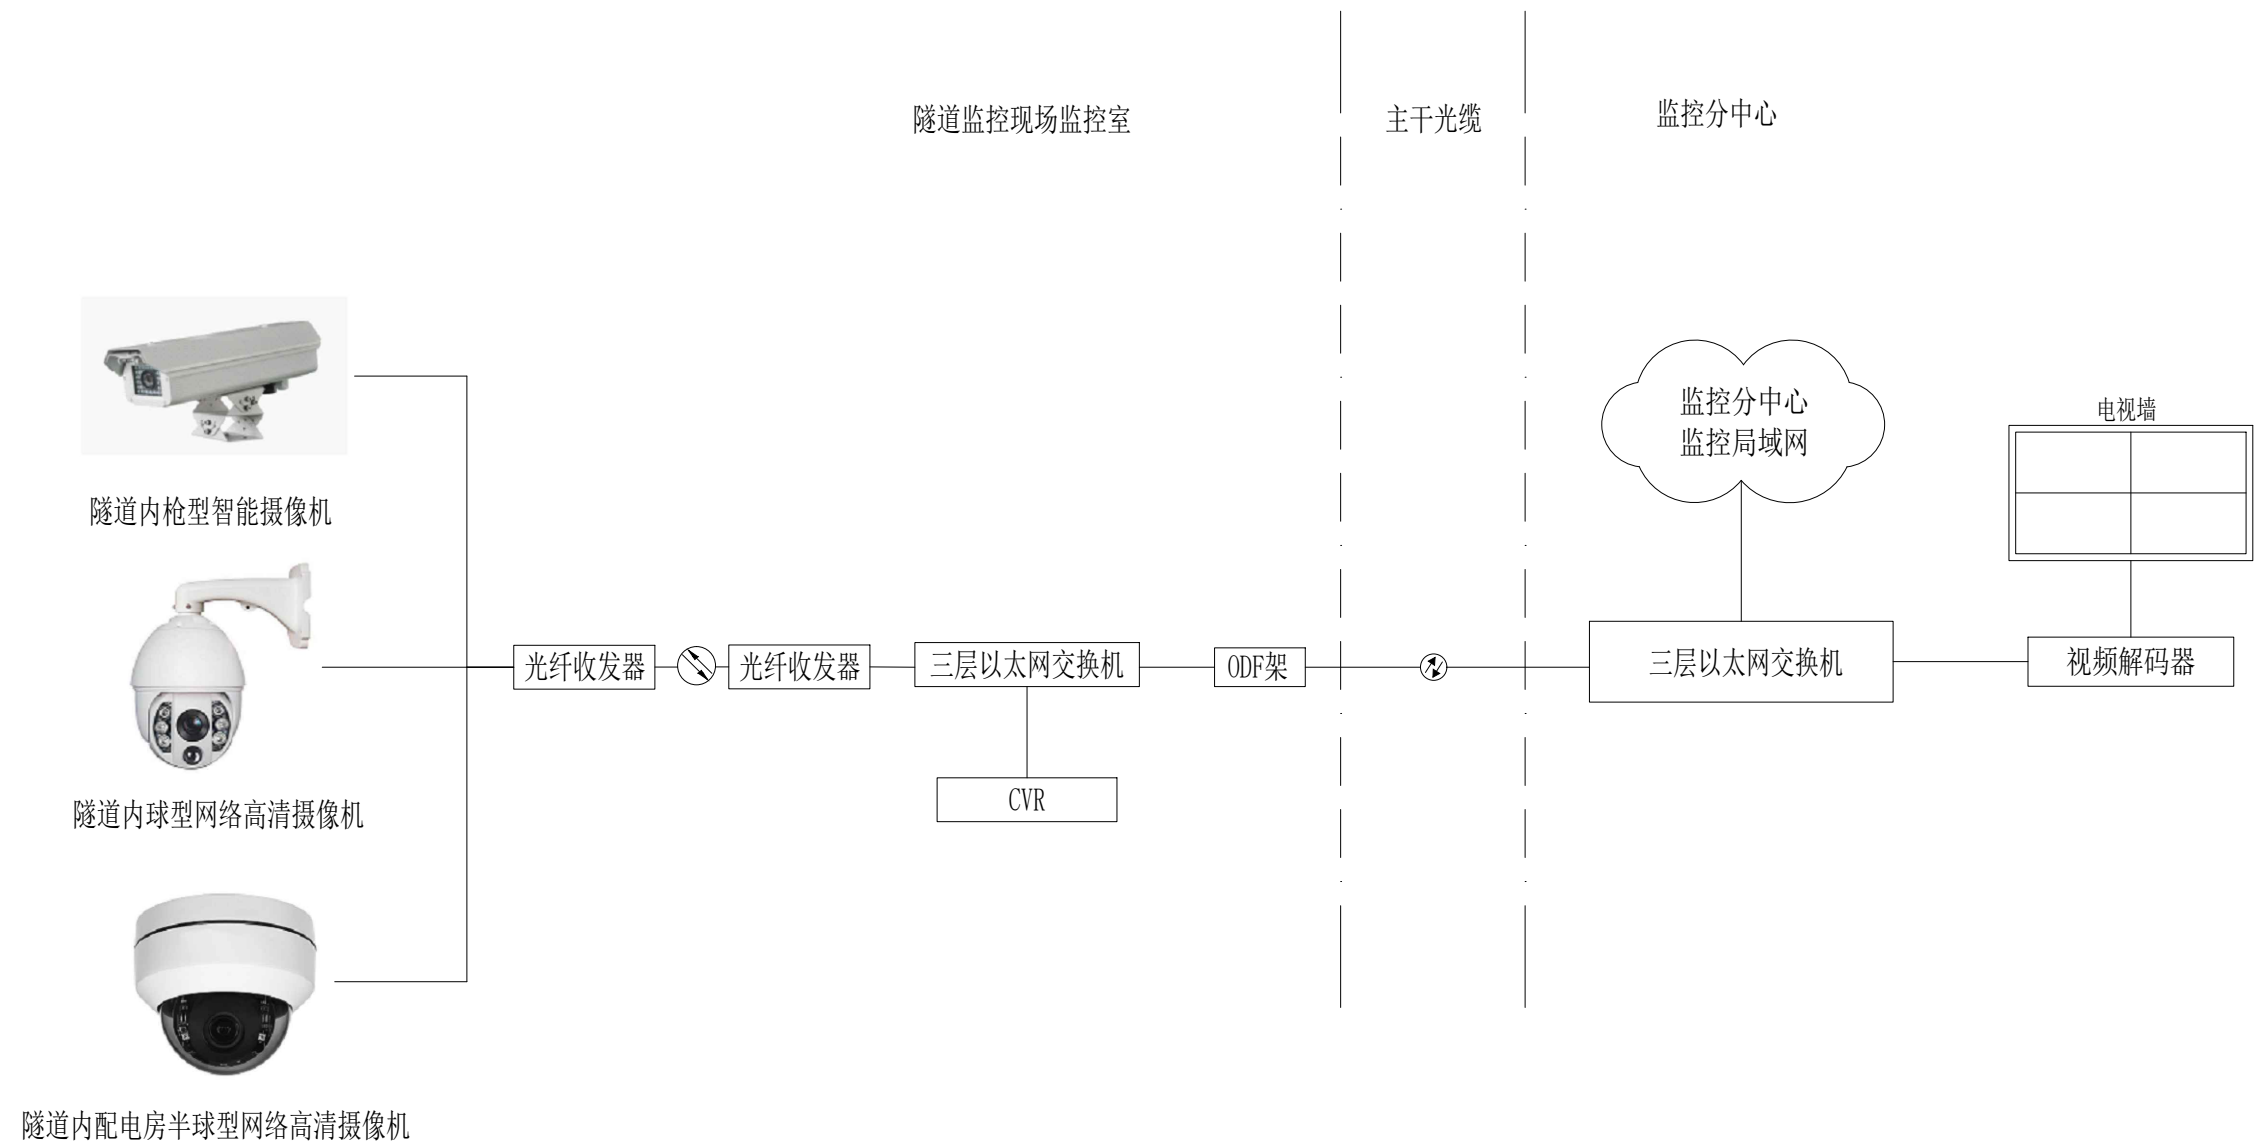 隧道监控现场监控室
主干光缆
监控分中心
隧道内枪型智能摄像机
隧道内球型网络高清摄像机
隧道内配电房半球型网络高清摄像机
光纤收发器
光纤收发器
三层以太网交换机
CVR
ODF架
监控分中心
监控局域网
三层以太网交换机
电视墙
视频解码器